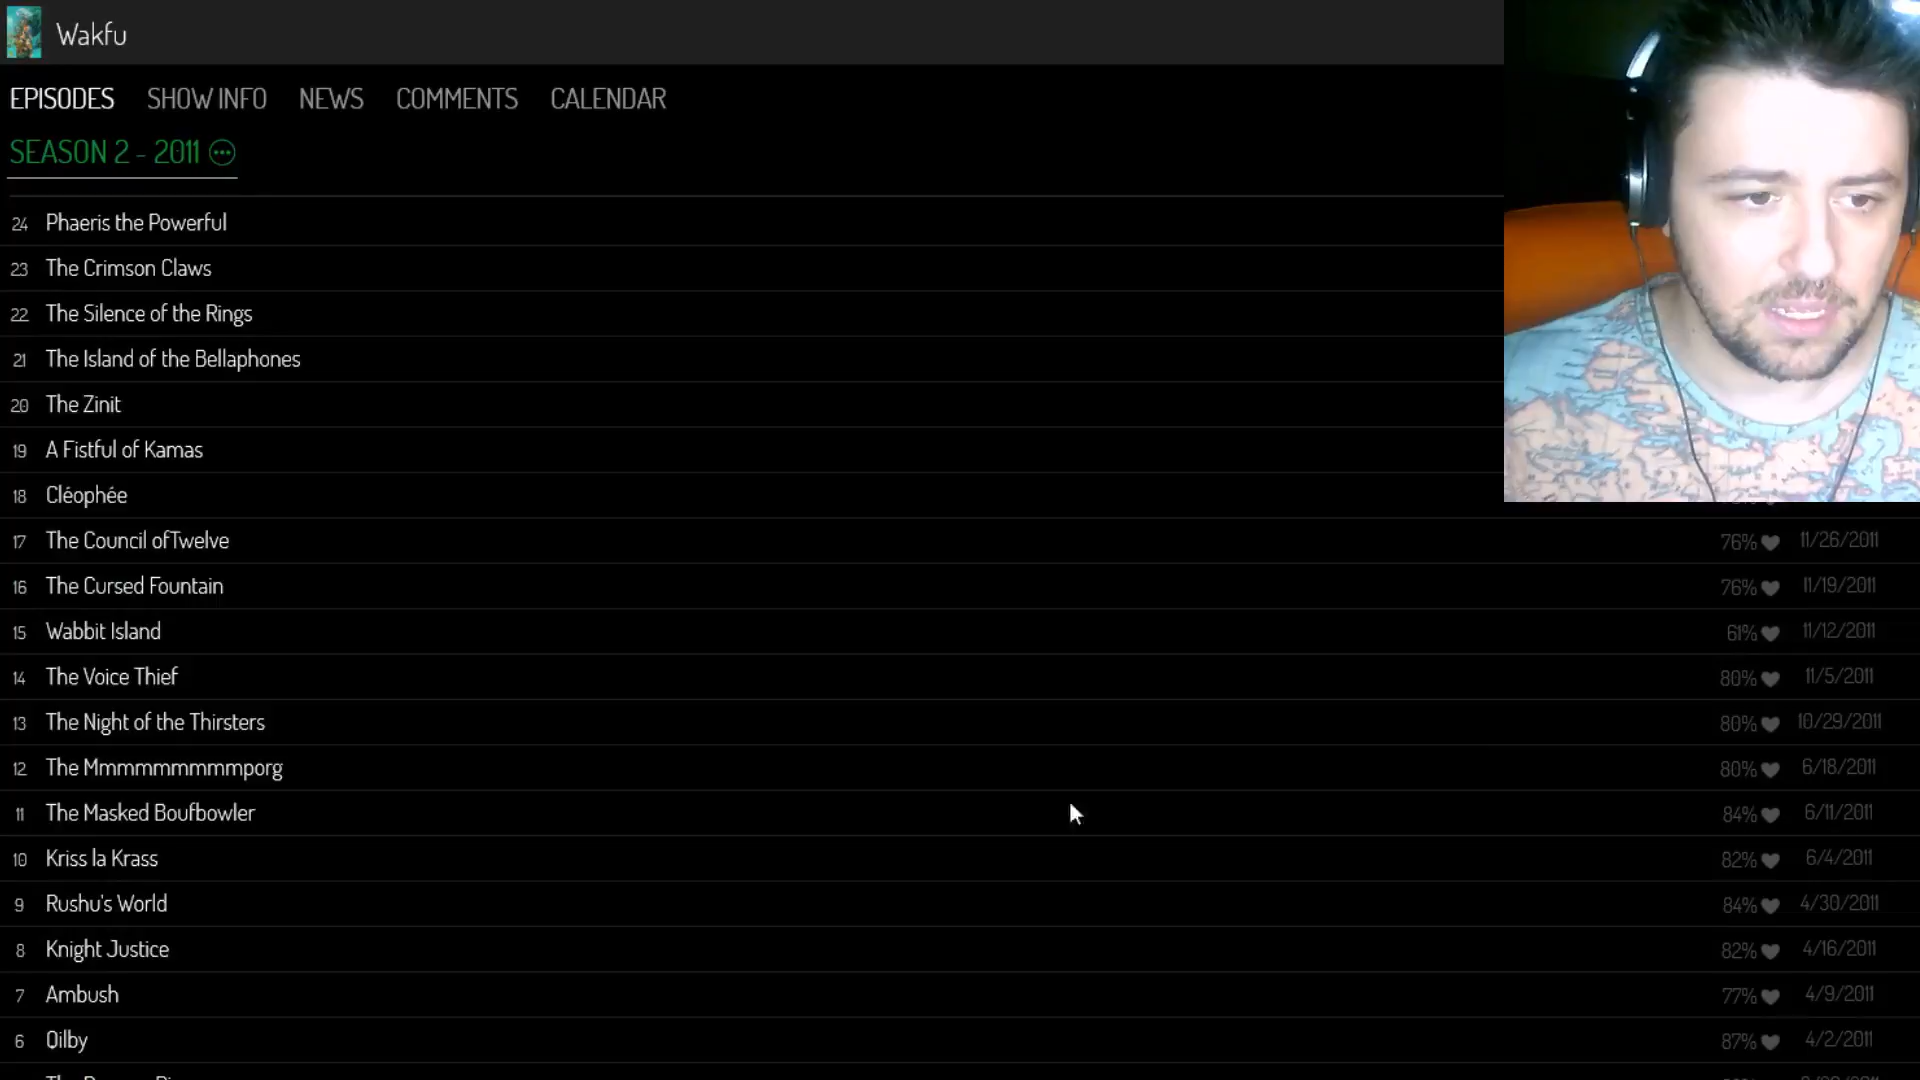 Wakfu
EPISODES SHOW INFO NEWS COMMENTS CALENDAR
SEASON 2 - 2011
24 Phaeris the Powerful
23 The Crimson Claws
22 The Silence of the Rings
21 The Island of the Bellaphones
20 The Zinit
19 A Fistful of Kamas
18 Cléophée
17 The Council ofTwelve 76% 11/26/2011
16 The Cursed Fountain 76% 11/19/2011
15 Wabbit Island 61% 11/12/2011
14 The Voice Thief 80% 11/5/2011
13 The Night of the Thirsters 80% 10/29/2011
12 The Mmmmmmmmmporg 80% 6/18/2011
11 The Masked Boufbowler 84% 6/11/2011
10 Kriss la Krass 82% 6/4/2011
9 Rushu's World 84% 4/30/2011
8 Knight Justice 82% 4/16/2011
7 Ambush 77% 4/9/2011
6 Qilby 87% 4/2/2011